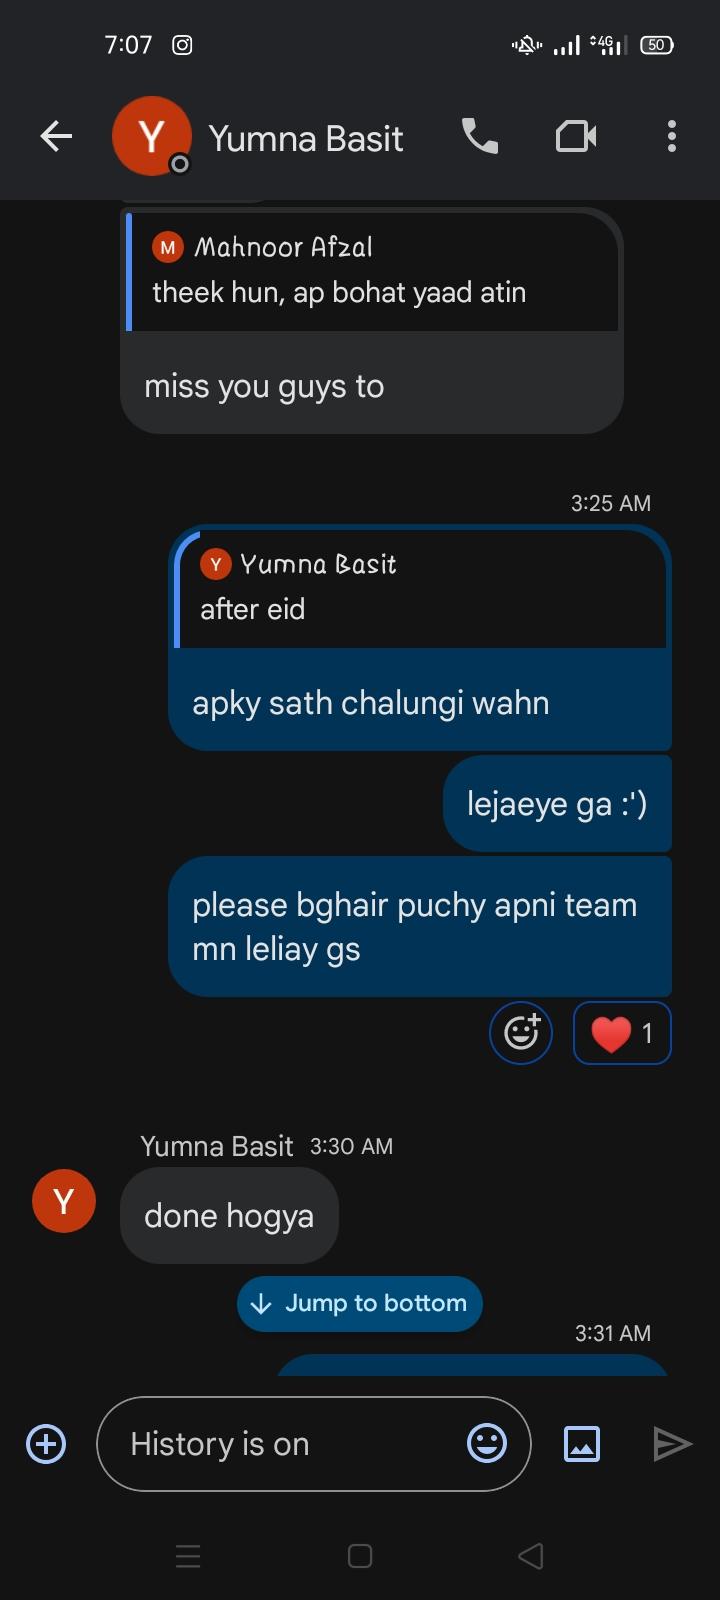 7:07
4G
50
Y
Yumna Basit
M Mahnoor Afzal
theek hun, ap bohat yaad atin
miss you guys to
3:25 AM
Y Yumna Basit
after eid
apky sath chalungi wahn
lejaeye ga :')
please bghair puchy apni team
mn leliay gs
1
Yumna Basit 3:30 AM
Y
done hogya
Jump to bottom
3:31 AM
History is on